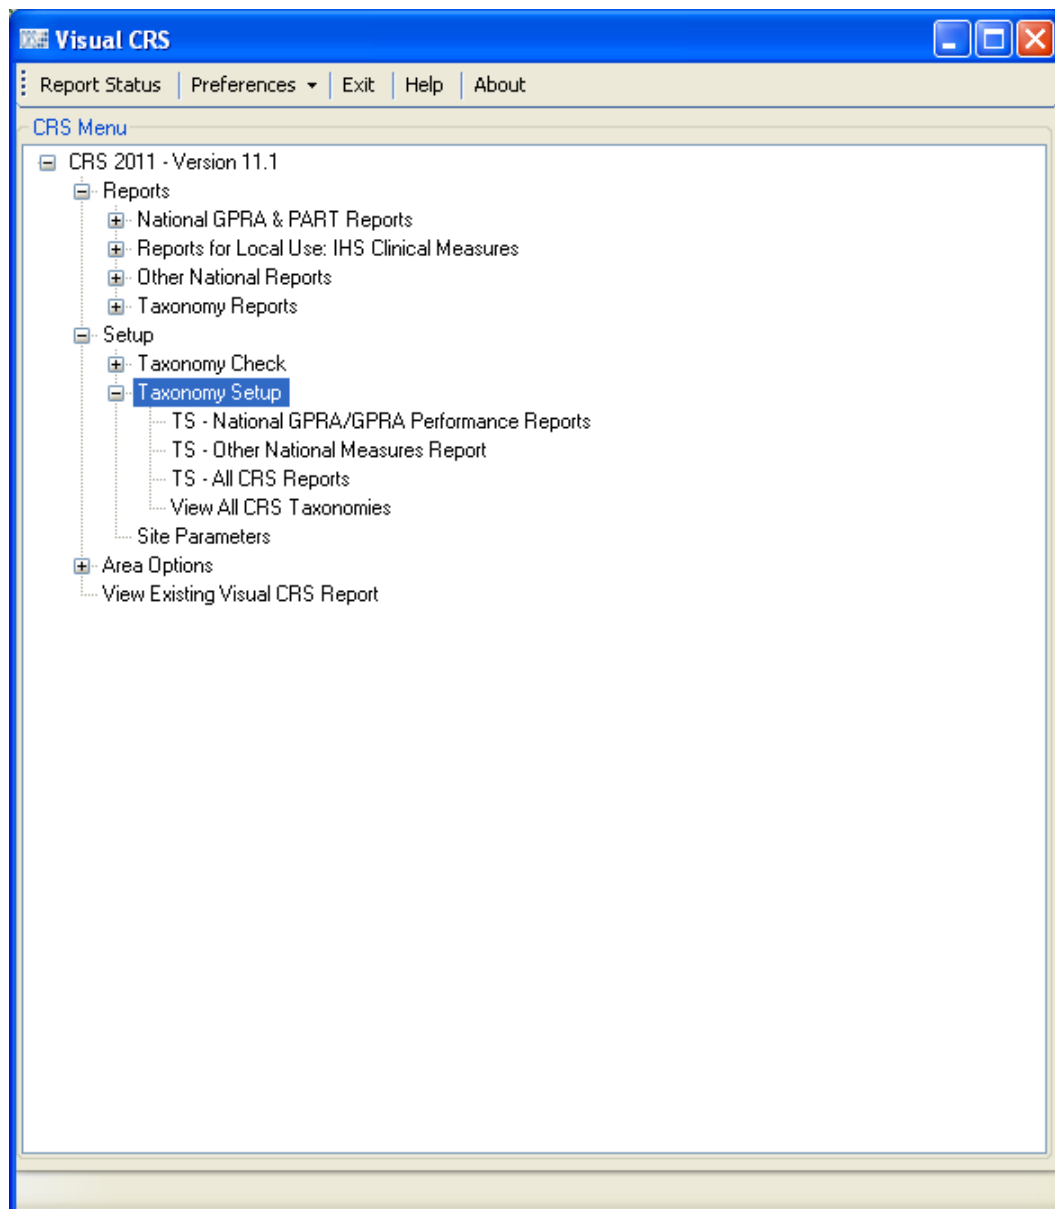 Visual CRS
Report Status Preferences Exit Help About
CRS Menu
CRS 2011 - Version 11.1
Reports
National GPRA & PART Reports
Reports for Local Use: IHS Clinical Measures
Other National Reports
Taxonomy Reports
Setup
Taxonomy Check
Taxonomy Setup
TS - National GPRA/GPRA Performance Reports
TS - Other National Measures Report
TS - All CRS Reports
View All CRS Taxonomies
Site Parameters
Area Options
View Existing Visual CRS Report